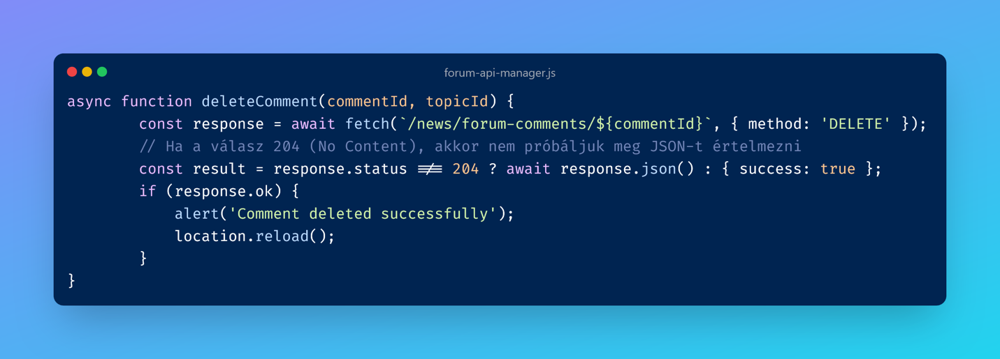 forum-api-manager.js
async function deleteComment(commentId, topicId) {
const response = await fetch(`/news/forum-comments/${commentId}`, { method: 'DELETE' });
// Ha a válasz 204 (No Content), akkor nem próbáljuk meg JSON-t értelmezni
const result = response.status !== 204 ? await response.json() : { success: true };
if (response.ok) {
alert('Comment deleted successfully');
location.reload();
}
}